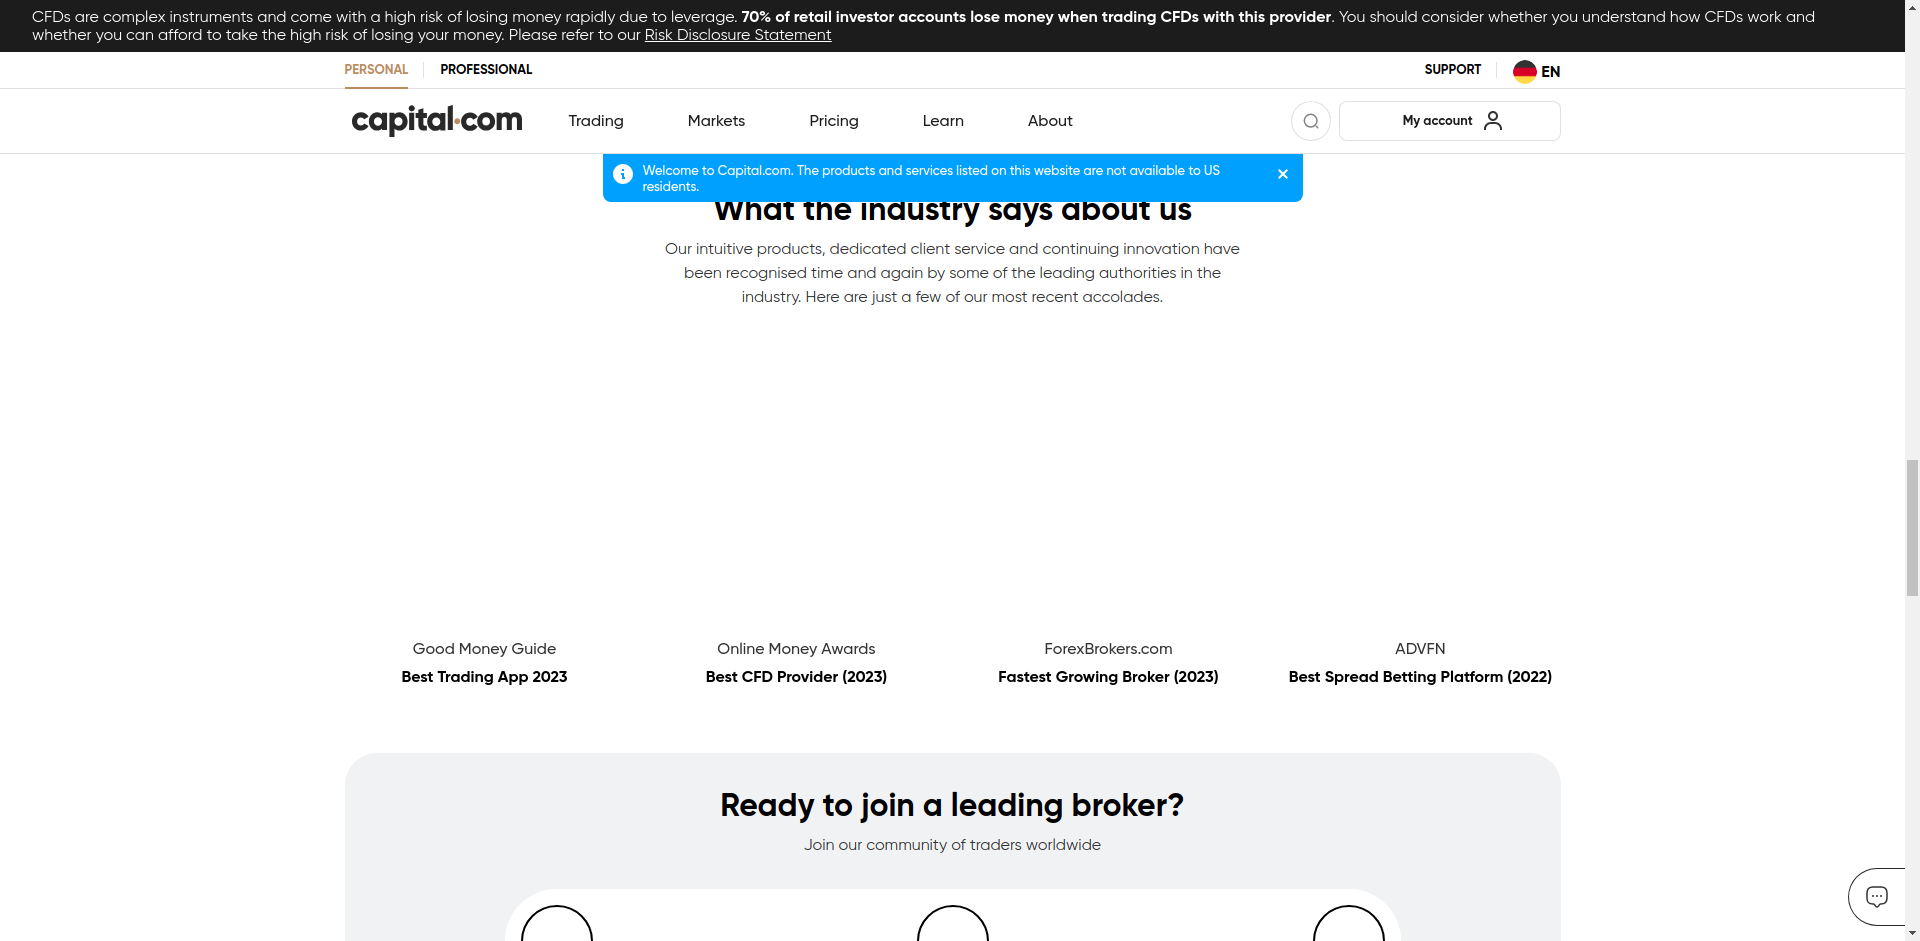 CFDs are complex instruments and come with a high risk of losing money rapidly due to leverage. 70% of retail investor accounts lose money when trading CFDs with this provider. You should consider whether you understand how CFDs work and
whether you can afford to take the high risk of losing your money. Please refer to our Risk Disclosure Statement
PERSONAL PROFESSIONAL SUPPORT EN
capital.com Trading Markets Pricing Learn About My account
Welcome to Capital.com. The products and services listed on this website are not available to US
residents.
What the industry says about us
Our intuitive products, dedicated client service and continuing innovation have
been recognised time and again by some of the leading authorities in the
industry. Here are just a few of our most recent accolades.
Good Money Guide Online Money Awards ForexBrokers.com ADVFN
Best Trading App 2023 Best CFD Provider (2023) Fastest Growing Broker (2023) Best Spread Betting Platform (2022)
Ready to join a leading broker?
Join our community of traders worldwide